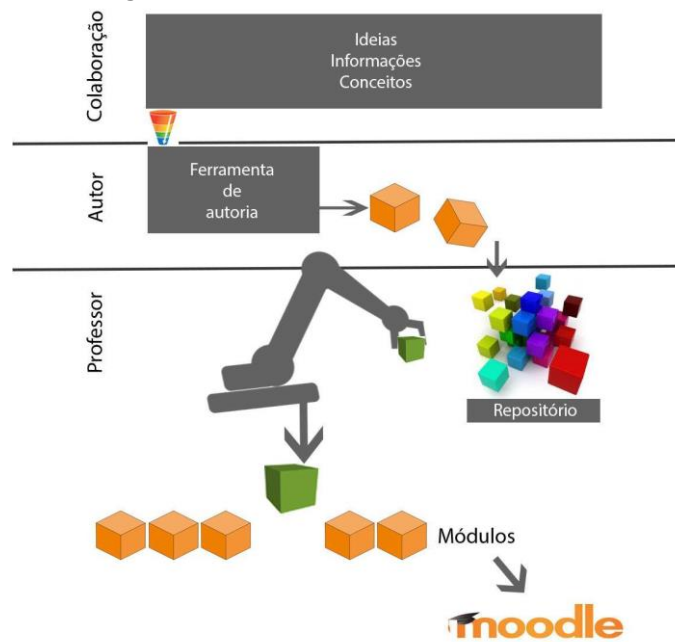 Colaboração
Ideias
Informações
Conceitos
Autor
Ferramenta
de
autoria
Professor
Repositório
Módulos
moodle